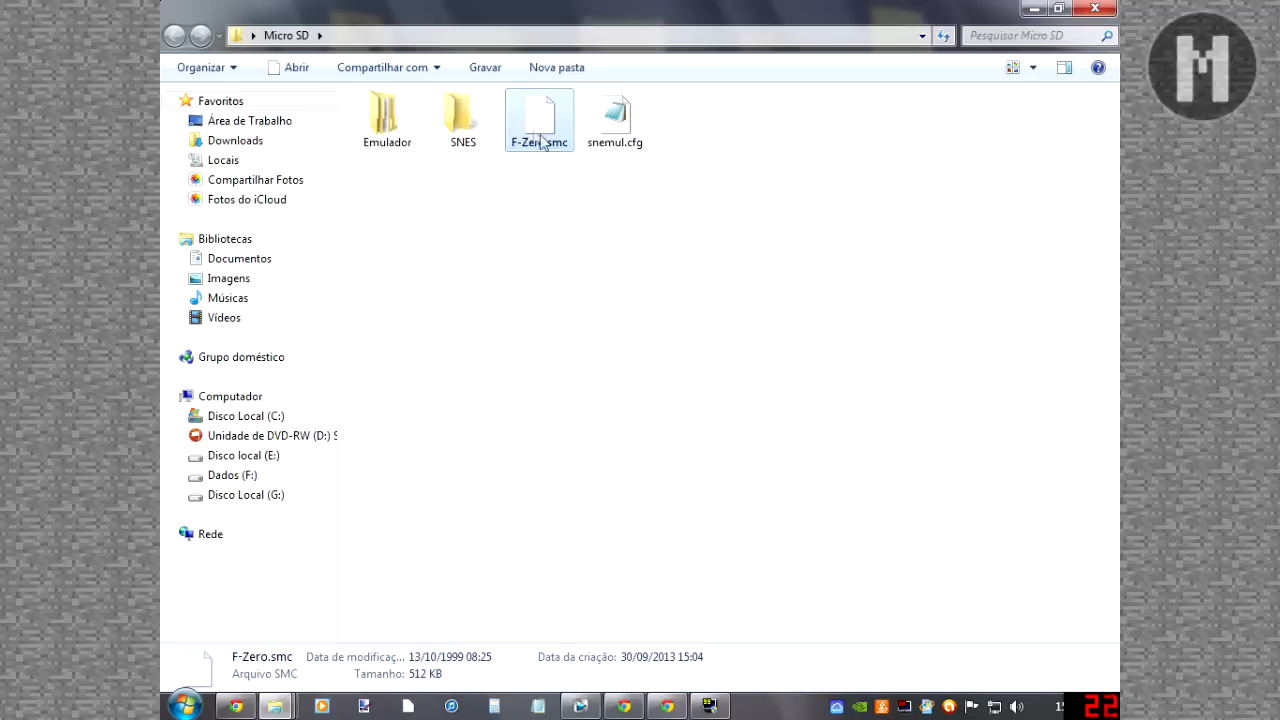 Micro SD
Pesquisar Micro SD
Organizar
Abrir
Compartilhar com
Gravar
Nova pasta
Favoritos
Área de Trabalho
Downloads
Locais
Compartilhar Fotos
Fotos do iCloud
Bibliotecas
Documentos
Imagens
Músicas
Vídeos
Grupo doméstico
Computador
Disco Local (C:)
Unidade de DVD-RW (D:) S
Disco local (E:)
Dados (F:)
Disco Local (G:)
Rede
Emulador
SNES
F-Zero.smc
snemul.cfg
F-Zero.smc
Data de modificaç... 13/10/1999 08:25
Data da criação: 30/09/2013 15:04
Arquivo SMC
Tamanho: 512 KB
22
M